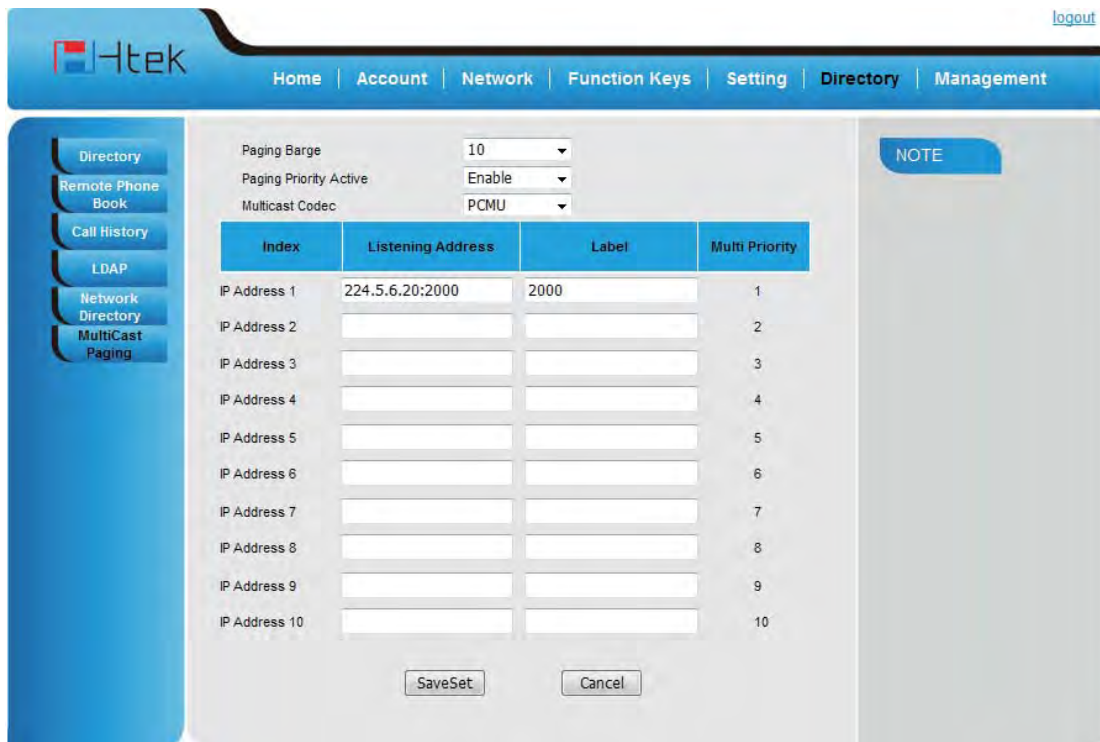 logout
Htek
Home | Account | Network | Function Keys | Setting | Directory | Management
Directory
Remote Phone
Book
Call History
LDAP
Network
Directory
MultiCast
Paging
Paging Barge 10
Paging Priority Active Enable
Multicast Codec PCMU
Index Listening Address Label Multi Priority
IP Address 1 224.5.6.20:2000 2000 1
IP Address 2 2
IP Address 3 3
IP Address 4 4
IP Address 5 5
IP Address 6 6
IP Address 7 7
IP Address 8 8
IP Address 9 9
IP Address 10 10
SaveSet Cancel
NOTE